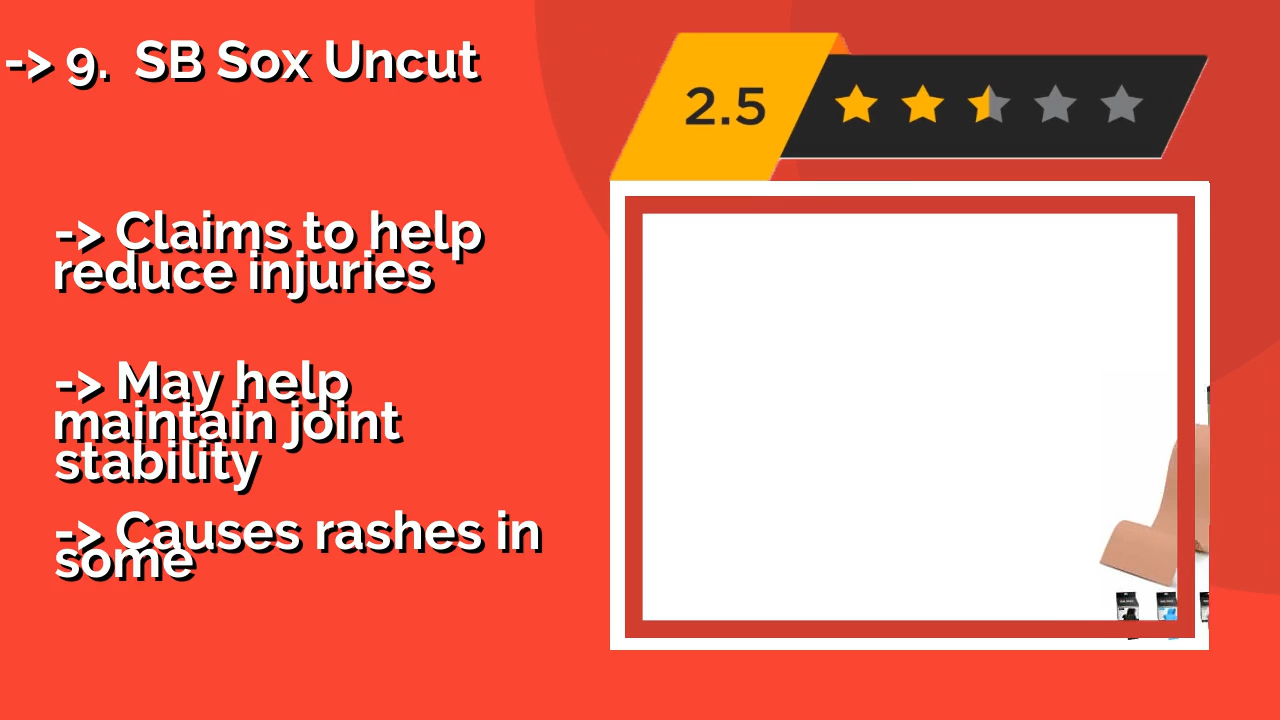 -> 9. SB Sox Uncut
2.5
-> Claims to help
reduce injuries
-> May help
maintain joint
stability
-> Causes rashes in
some